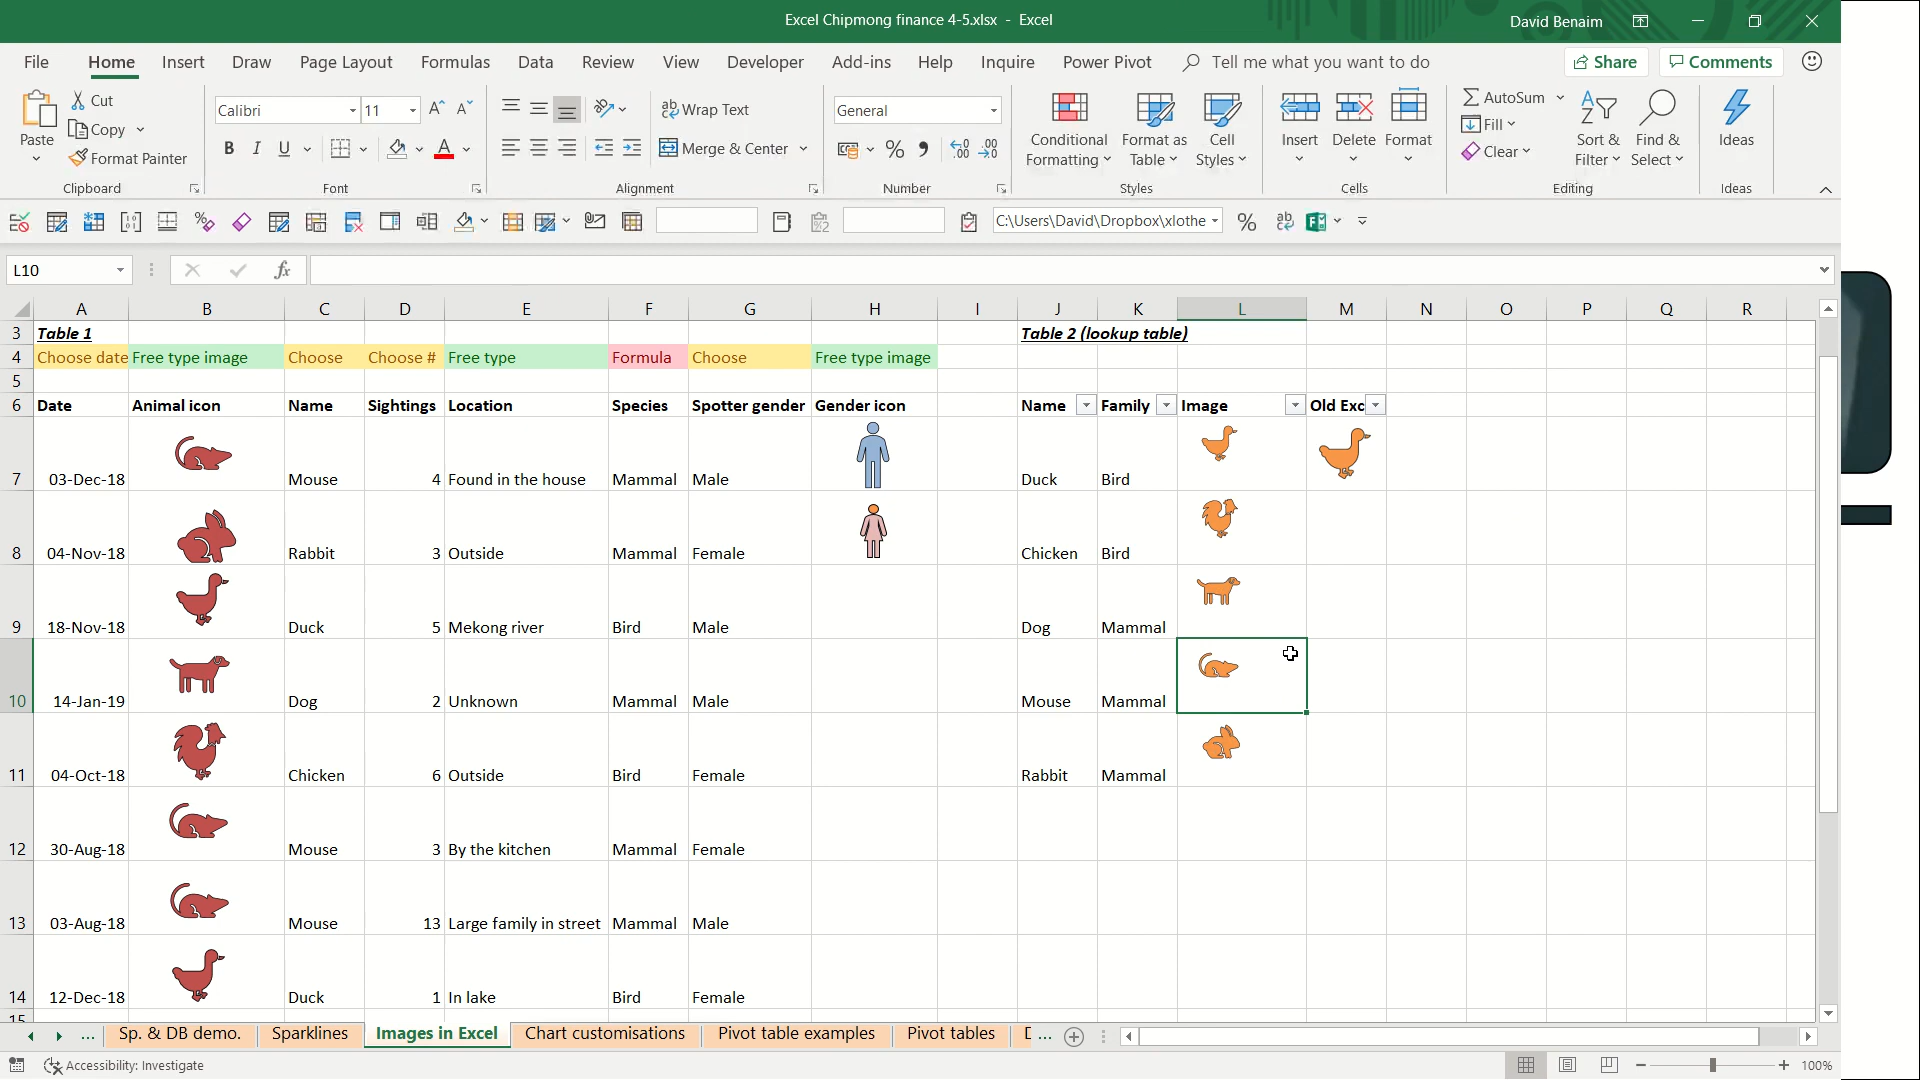 Excel Chipmong finance 4-5.xlsx - Excel
David Benaim
File Home Insert Draw Page Layout Formulas Data Review View Developer Add-ins Help Inquire Power Pivot Tell me what you want to do Share Comments
Paste
Cut
Copy
Format Painter
Clipboard
Calibri 11
B I U
Font
Wrap Text
Merge & Center
Alignment
General
Number
Conditional Formatting
Format as Table
Cell Styles
Styles
Insert Delete Format
Cells
AutoSum
Fill
Clear
Sort & Filter
Find & Select
Editing
Ideas
Ideas
C:\Users\David\Dropbox\xlothe
L10
fx
A B C D E F G H I J K L M N O P Q R
3 Table 1 Table 2 (lookup table)
4 Choose date Free type image Choose Choose # Free type Formula Choose Free type image
5
6 Date Animal icon Name Sightings Location Species Spotter gender Gender icon Name Family Image Old Exc
7 03-Dec-18 Mouse 4 Found in the house Mammal Male Duck Bird
8 04-Nov-18 Rabbit 3 Outside Mammal Female Chicken Bird
9 18-Nov-18 Duck 5 Mekong river Bird Male Dog Mammal
10 14-Jan-19 Dog 2 Unknown Mammal Male Mouse Mammal
11 04-Oct-18 Chicken 6 Outside Bird Female Rabbit Mammal
12 30-Aug-18 Mouse 3 By the kitchen Mammal Female
13 03-Aug-18 Mouse 13 Large family in street Mammal Male
14 12-Dec-18 Duck 1 In lake Bird Female
15
... Sp. & DB demo. Sparklines Images in Excel Chart customisations Pivot table examples Pivot tables D ...
Accessibility: Investigate 100%